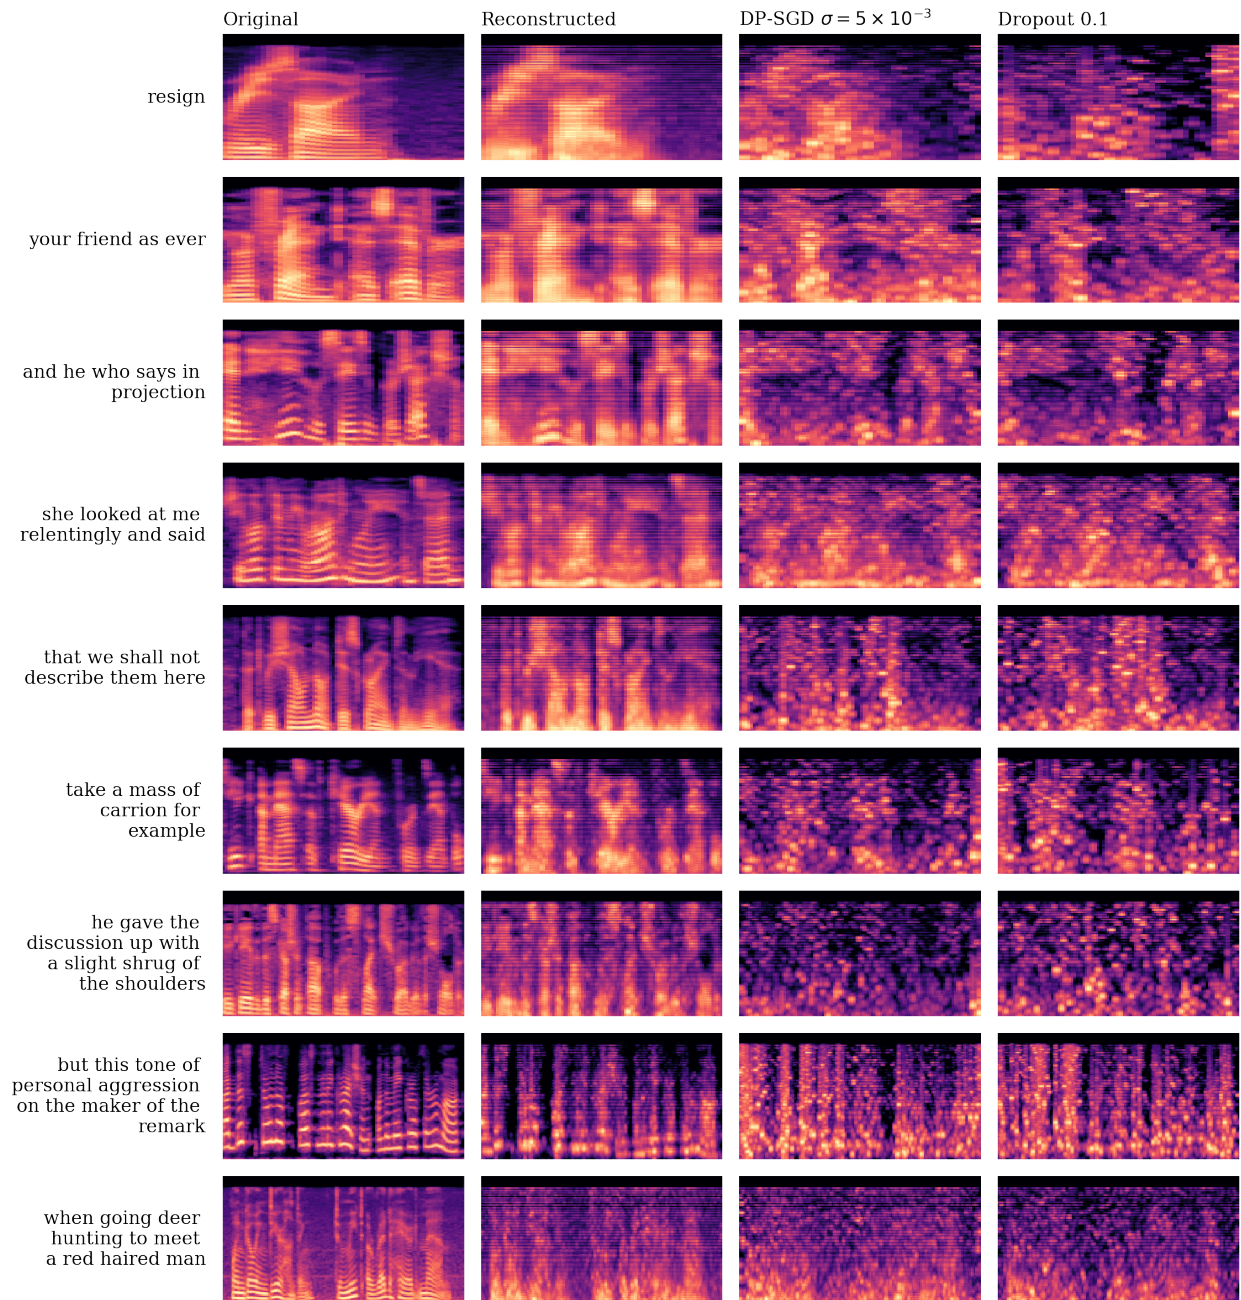 Original
Reconstructed
DP-SGD σ = 5 × 10⁻³
Dropout 0.1
resign
your friend as ever
and he who says in
projection
she looked at me
relentingly and said
that we shall not
describe them here
take a mass of
carrion for
example
he gave the
discussion up with
a slight shrug of
the shoulders
but this tone of
personal aggression
on the maker of the
remark
when going deer
hunting to meet
a red haired man